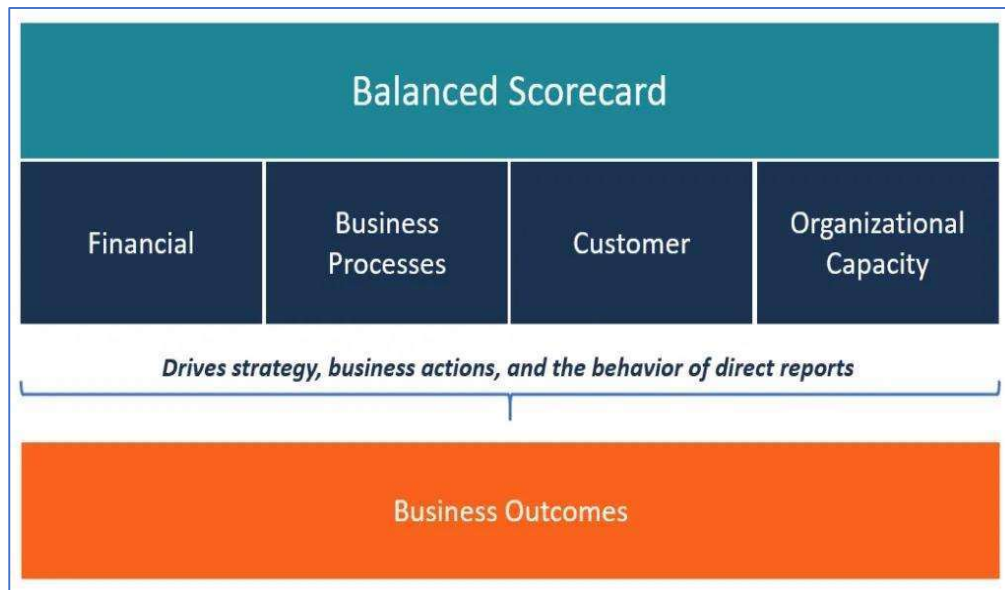 Balanced Scorecard
Financial
Business
Processes
Customer
Organizational
Capacity
Drives strategy, business actions, and the behavior of direct reports
Business Outcomes